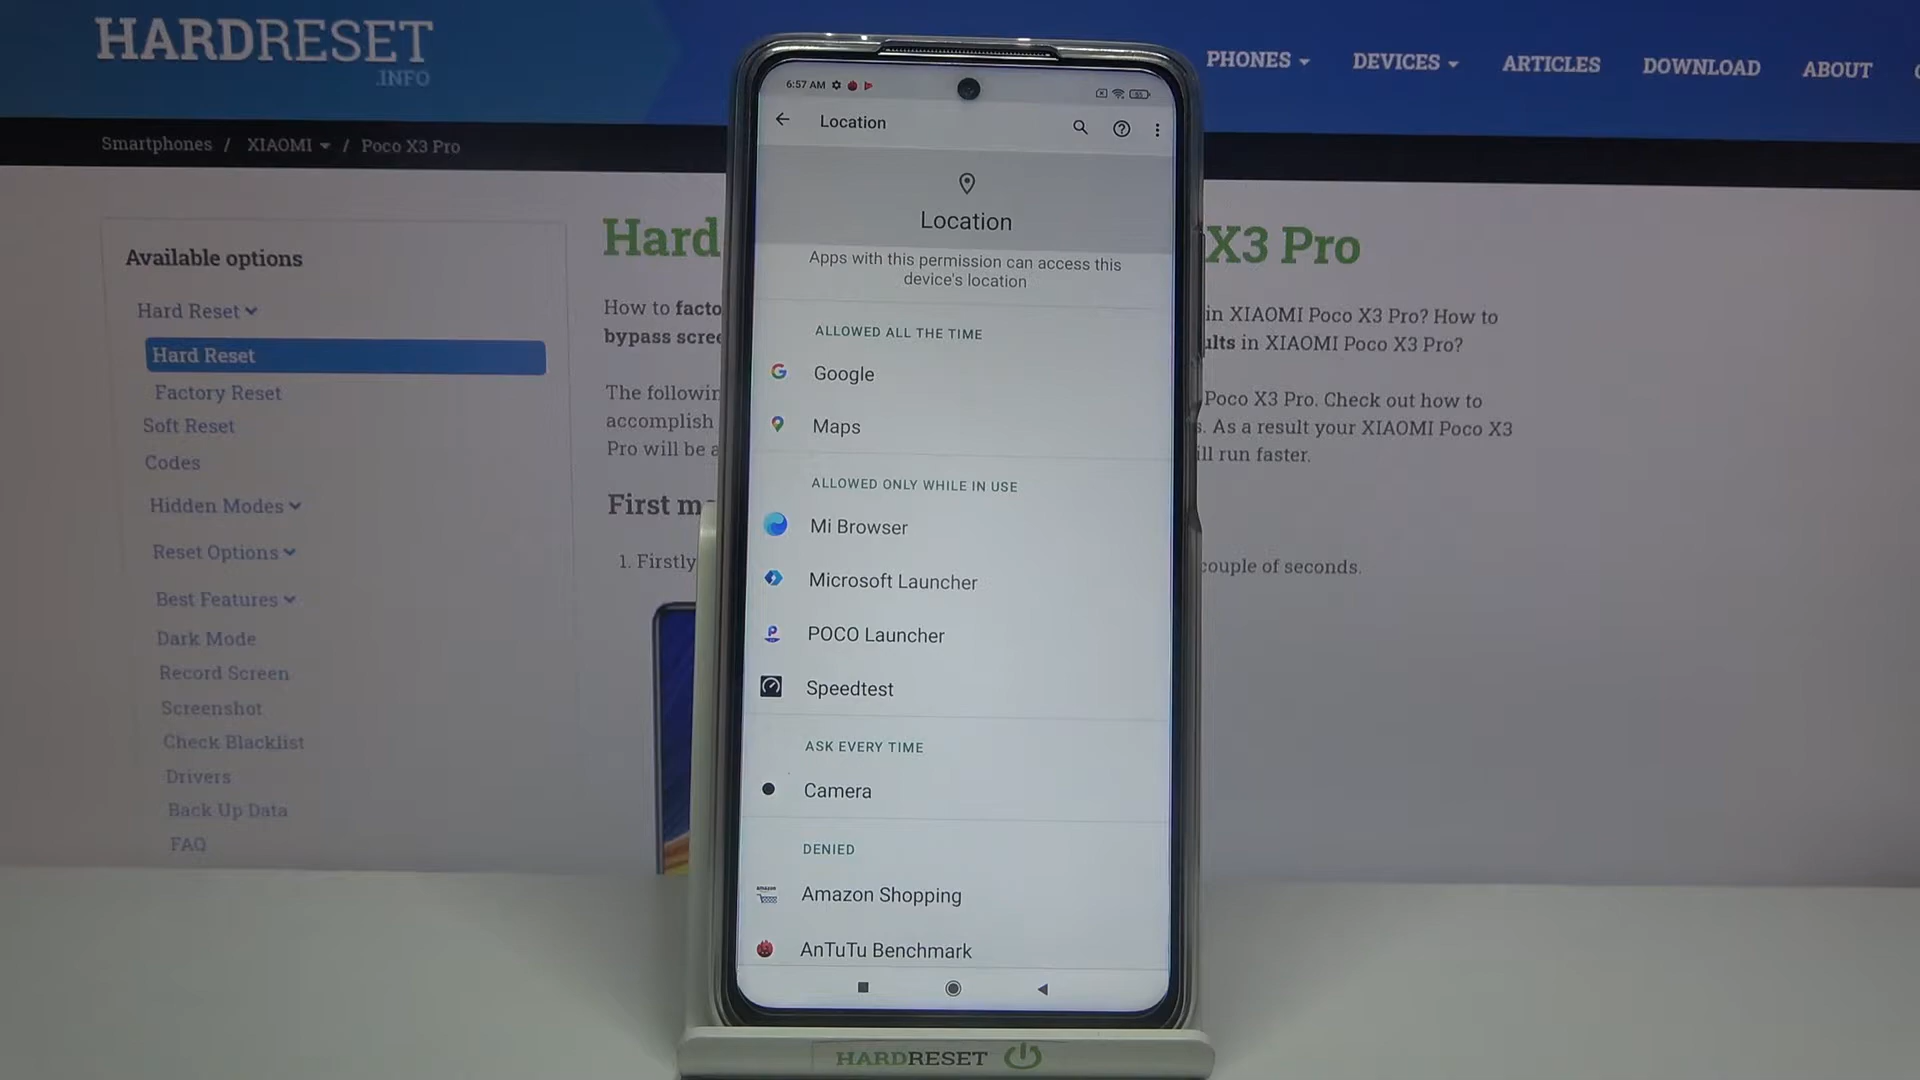 HARDRESET
.INFO
PHONES
DEVICES
ARTICLES
DOWNLOAD
ABOUT
Smartphones / XIAOMI / Poco X3 Pro
Available options
Hard Reset
Hard Reset
Factory Reset
Soft Reset
Codes
Hidden Modes
Reset Options
Best Features
Dark Mode
Record Screen
Screenshot
Check Blacklist
Drivers
Back Up Data
FAQ
Hard X3 Pro
How to in XIAOMI Poco X3 Pro? How to
bypass in XIAOMI Poco X3 Pro?
The Poco X3 Pro. Check out how to
accomplish As a result your XIAOMI Poco X3
Pro will be run faster.
First
1. Firstly couple of seconds.
6:57 AM
55
Location
Location
Apps with this permission can access this
device's location
ALLOWED ALL THE TIME
Google
Maps
ALLOWED ONLY WHILE IN USE
Mi Browser
Microsoft Launcher
POCO Launcher
Speedtest
ASK EVERY TIME
Camera
DENIED
amazon
Amazon Shopping
AnTuTu Benchmark
HARDRESET